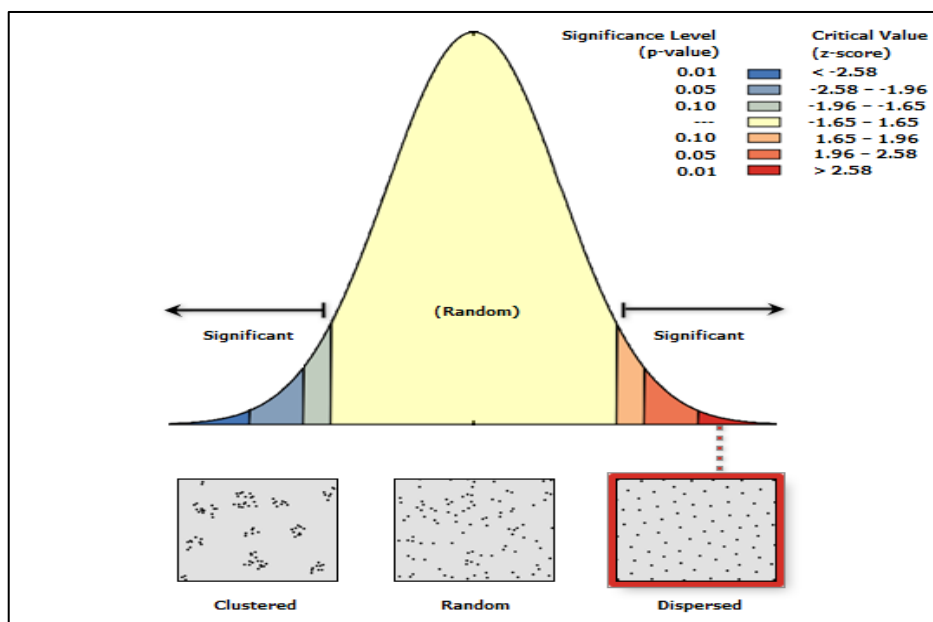 Significance Level Critical Value
(p-value) (z-score)
0.01 < -2.58
0.05 -2.58 – -1.96
0.10 -1.96 – -1.65
--- -1.65 – 1.65
0.10 1.65 – 1.96
0.05 1.96 – 2.58
0.01 > 2.58
(Random)
Significant Significant
Clustered Random Dispersed